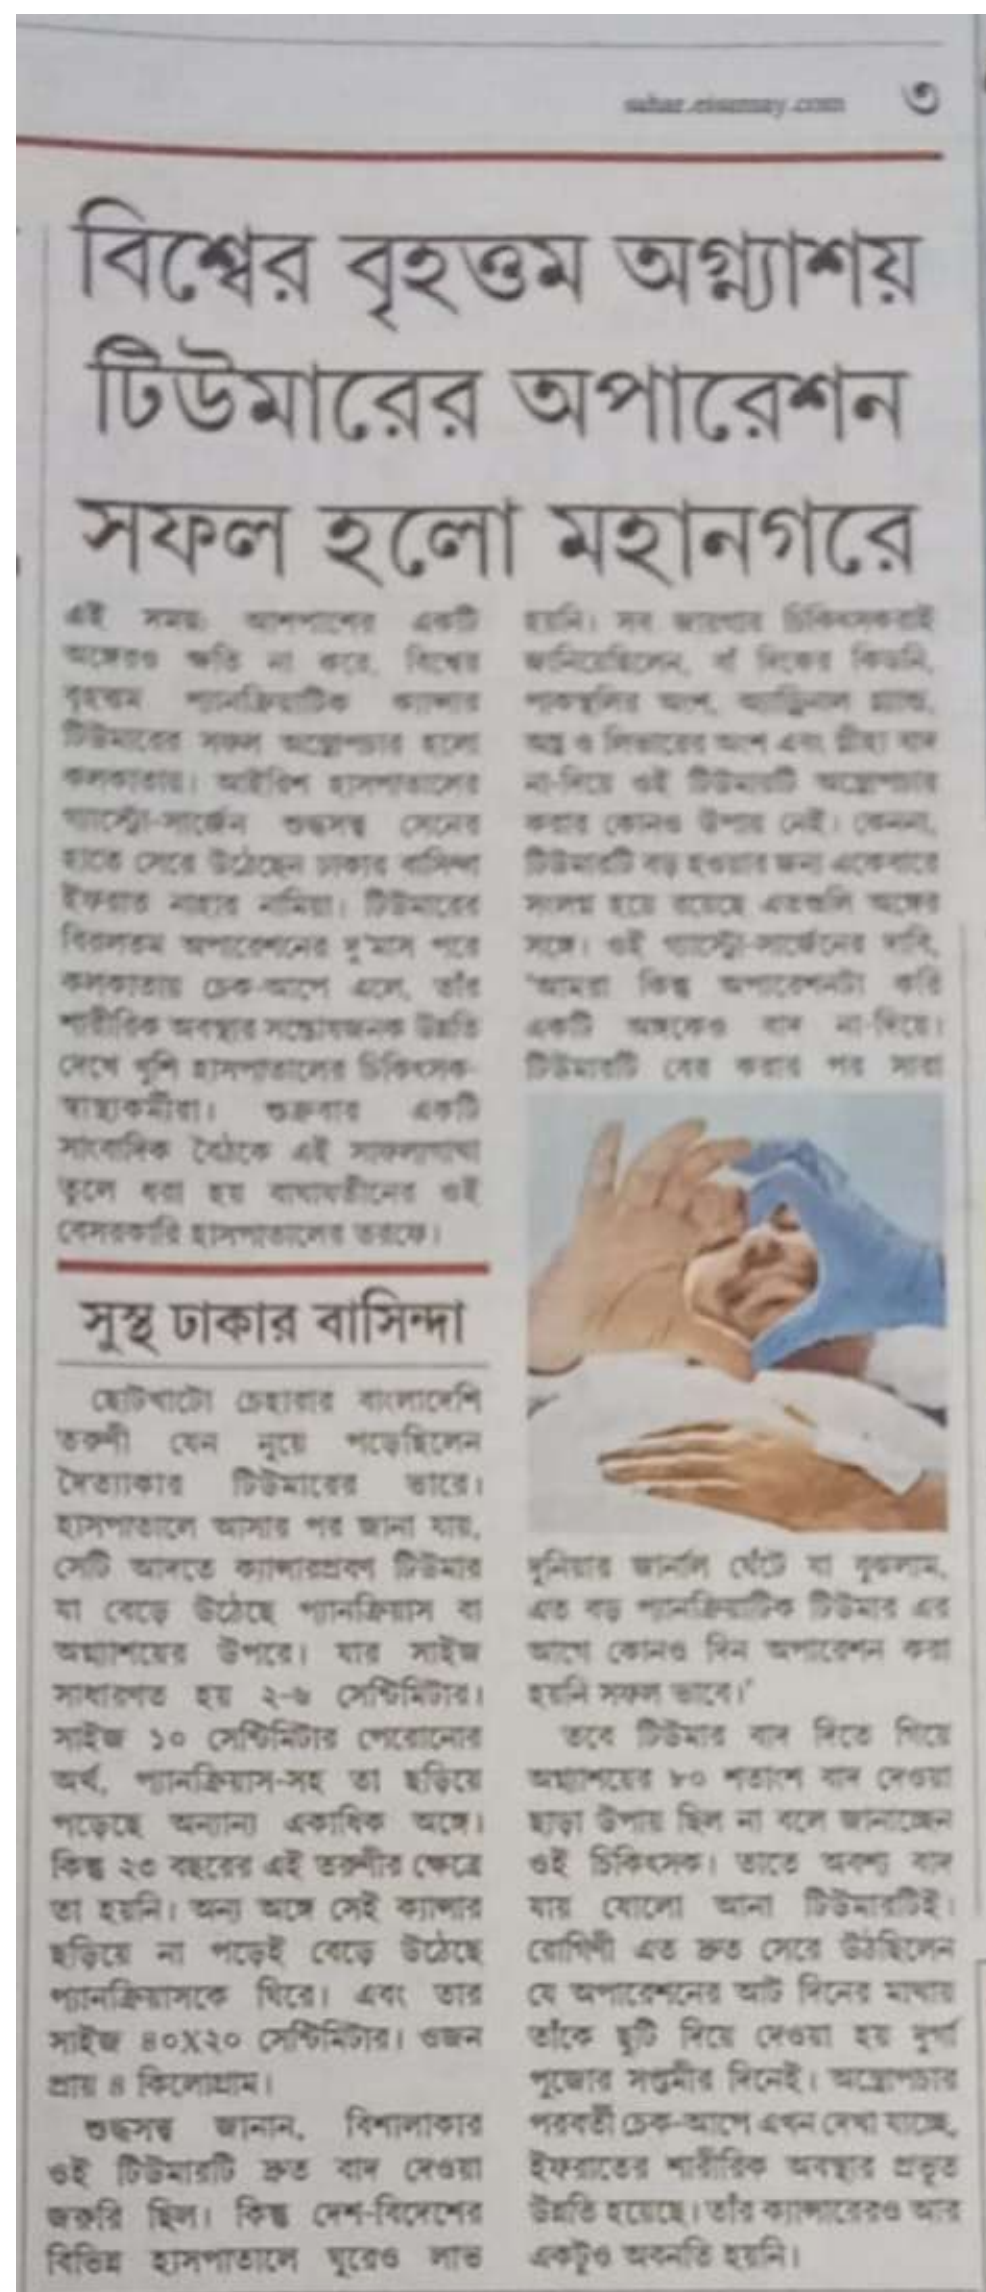 sahar.eisamay.com ৩
বিশ্বের বৃহত্তম অগ্ন্যাশয়
টিউমারের অপারেশন
সফল হলো মহানগরে
এই সময়: আশপাশের একটি
অঙ্গেরও ক্ষতি না করে, বিশ্বের
বৃহত্তম প্যানক্রিয়াটিক ক্যান্সার
টিউমারের সফল অস্ত্রোপচার হলো
কলকাতায়। আইরিশ হাসপাতালের
গ্যাস্ট্রো-সার্জেন শুদ্ধসত্ত্ব সেনের
হাতে সেরে উঠেছেন ঢাকার বাসিন্দা
ইফরাত নাহার নামিয়া। টিউমারের
বিরলতম অপারেশনের দু'মাস পরে
কলকাতায় চেক-আপে এলে, তাঁর
শারীরিক অবস্থার সন্তোষজনক উন্নতি
দেখে খুশি হাসপাতালের চিকিৎসক-
স্বাস্থ্যকর্মীরা। শুক্রবার একটি
সাংবাদিক বৈঠকে এই সাফল্যগাথা
তুলে ধরা হয় বাঘাযতীনের ওই
বেসরকারি হাসপাতালের তরফে।
সুস্থ ঢাকার বাসিন্দা
ছোটখাটো চেহারার বাংলাদেশি
তরুণী যেন নুয়ে পড়েছিলেন
দৈত্যাকার টিউমারের ভারে।
হাসপাতালে আসার পর জানা যায়,
সেটি আদতে ক্যান্সারপ্রবণ টিউমার
যা বেড়ে উঠেছে প্যানক্রিয়াস বা
অগ্ন্যাশয়ের উপরে। যার সাইজ
সাধারণত হয় ২-৬ সেন্টিমিটার।
সাইজ ১০ সেন্টিমিটার পেরোনোর
অর্থ, প্যানক্রিয়াস-সহ তা ছড়িয়ে
পড়েছে অন্যান্য একাধিক অঙ্গে।
কিন্তু ২৩ বছরের এই তরুণীর ক্ষেত্রে
তা হয়নি। অন্য অঙ্গে সেই ক্যান্সার
ছড়িয়ে না পড়েই বেড়ে উঠেছে
প্যানক্রিয়াসকে ঘিরে। এবং তার
সাইজ ৪০X২০ সেন্টিমিটার। ওজন
প্রায় ৪ কিলোগ্রাম।
শুদ্ধসত্ত্ব জানান, বিশালাকার
ওই টিউমারটি দ্রুত বাদ দেওয়া
জরুরি ছিল। কিন্তু দেশ-বিদেশের
বিভিন্ন হাসপাতালে ঘুরেও লাভ
হয়নি। সব জায়গার চিকিৎসকরাই
জানিয়েছিলেন, বাঁ দিকের কিডনি,
পাকস্থলির অংশ, অ্যাড্রিনাল গ্ল্যান্ড,
অন্ত্র ও লিভারের অংশ এবং প্লীহা বাদ
না-দিয়ে ওই টিউমারটি অস্ত্রোপচার
করার কোনও উপায় নেই। কেননা,
টিউমারটি বড় হওয়ার জন্য একেবারে
সংলগ্ন হয়ে রয়েছে এতগুলি অঙ্গের
সঙ্গে। ওই গ্যাস্ট্রো-সার্জেনের দাবি,
'আমরা কিন্তু অপারেশনটা করি
একটি অঙ্গকেও বাদ না-দিয়ে।
টিউমারটি বের করার পর সারা
দুনিয়ার জার্নাল ঘেঁটে যা বুঝলাম,
এত বড় প্যানক্রিয়াটিক টিউমার এর
আগে কোনও দিন অপারেশন করা
হয়নি সফল ভাবে।'
তবে টিউমার বাদ দিতে গিয়ে
অগ্ন্যাশয়ের ৮০ শতাংশ বাদ দেওয়া
ছাড়া উপায় ছিল না বলে জানাচ্ছেন
ওই চিকিৎসক। তাতে অবশ্য বাদ
যায় ষোলো আনা টিউমারটিই।
রোগিণী এত দ্রুত সেরে উঠছিলেন
যে অপারেশনের আট দিনের মাথায়
তাঁকে ছুটি দিয়ে দেওয়া হয় দুর্গা
পুজোর সপ্তমীর দিনেই। অস্ত্রোপচার
পরবর্তী চেক-আপে এখন দেখা যাচ্ছে,
ইফরাতের শারীরিক অবস্থার প্রভূত
উন্নতি হয়েছে। তাঁর ক্যান্সারেরও আর
একটুও অবনতি হয়নি।